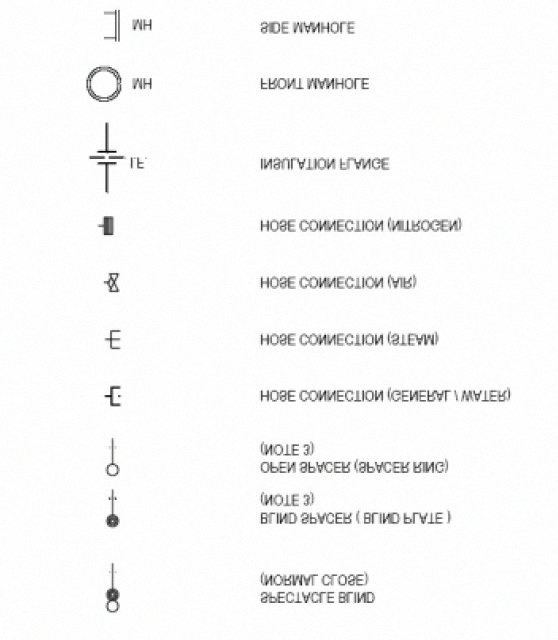 SPECTACLE BLIND
(NORMAL CLOSE)
BLIND SPACER ( BLIND PLATE )
(NOTE 3)
OPEN SPACER (SPACER RING)
(NOTE 3)
HOSE CONNECTION (GENERAL / WATER)
HOSE CONNECTION (STEAM)
HOSE CONNECTION (AIR)
HOSE CONNECTION (NITROGEN)
I.F. INSULATION FLANGE
MH FRONT MANHOLE
MH SIDE MANHOLE